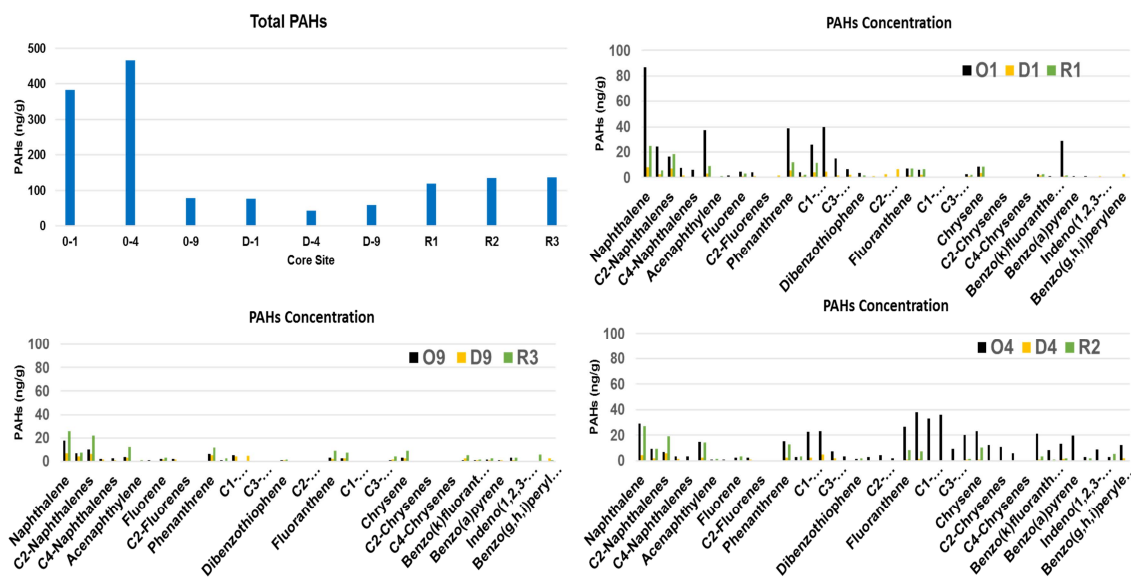 Total PAHs
PAHs (ng/g)
500
400
300
200
100
0
0-1 0-4 0-9 D-1 D-4 D-9 R1 R2 R3
Core Site
PAHs Concentration
PAHs (ng/g)
100
80
60
40
20
0
O1 D1 R1
Naphthalene
C2-Naphthalenes
C4-Naphthalenes
Acenaphthylene
Fluorene
C2-Fluorenes
Phenanthrene
C1-...
C3-...
Dibenzothiophene
C2-...
Fluoranthene
C1-...
C3-...
Chrysene
C2-Chrysenes
C4-Chrysenes
Benzo(k)fluoranthe...
Benzo(a)pyrene
Indeno(1,2,3-...
Benzo(g,h,i)perylene
PAHs Concentration
PAHs (ng/g)
100
80
60
40
20
0
O9 D9 R3
Naphthalene
C2-Naphthalenes
C4-Naphthalenes
Acenaphthylene
Fluorene
C2-Fluorenes
Phenanthrene
C1-...
C3-...
Dibenzothiophene
C2-...
Fluoranthene
C1-...
C3-...
Chrysene
C2-Chrysenes
C4-Chrysenes
Benzo(k)fluorant...
Benzo(a)pyrene
Indeno(1,2,3-...
Benzo(g,h,i)peryl...
PAHs Concentration
PAHs (ng/g)
100
80
60
40
20
0
O4 D4 R2
Naphthalene
C2-Naphthalenes
C4-Naphthalenes
Acenaphthylene
Fluorene
C2-Fluorenes
Phenanthrene
C1-...
C3-...
Dibenzothiophene
C2-...
Fluoranthene
C1-...
C3-...
Chrysene
C2-Chrysenes
C4-Chrysenes
Benzo(k)fluoranth...
Benzo(a)pyrene
Indeno(1,2,3-...
Benzo(g,h,i)peryle...